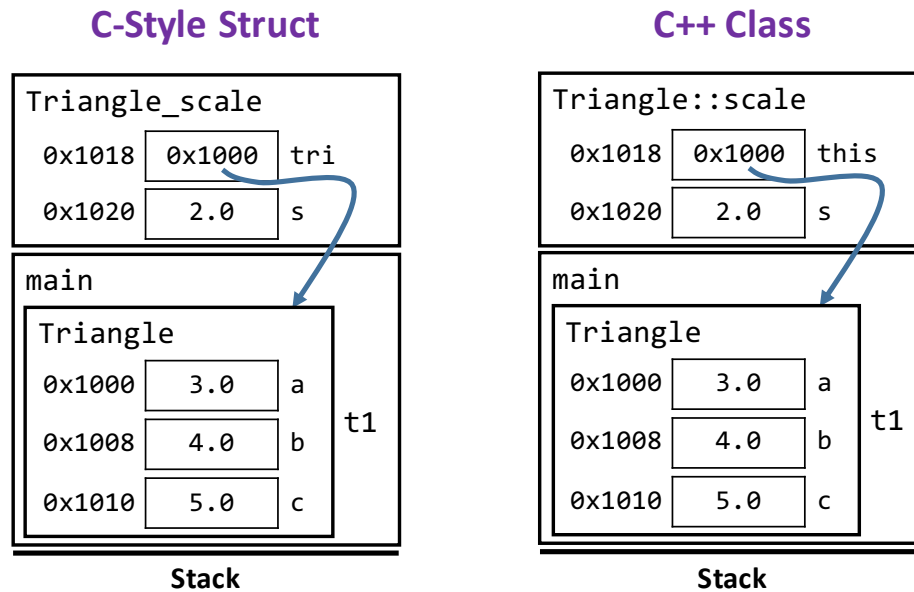 C-Style Struct
Triangle_scale
0x1018 0x1000 tri
0x1020 2.0 s
main
Triangle
0x1000 3.0 a
0x1008 4.0 b
0x1010 5.0 c
t1
Stack
C++ Class
Triangle::scale
0x1018 0x1000 this
0x1020 2.0 s
main
Triangle
0x1000 3.0 a
0x1008 4.0 b
0x1010 5.0 c
t1
Stack